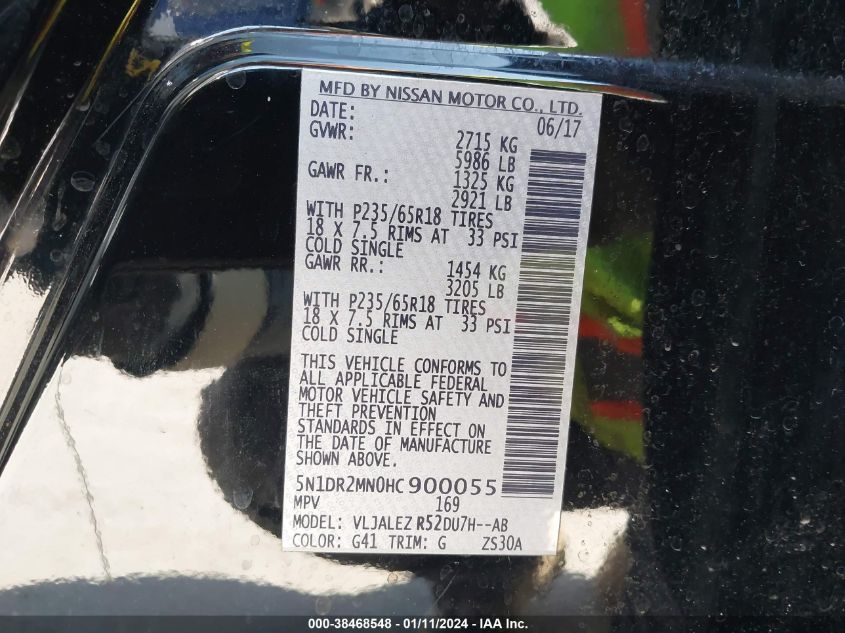 MFD BY NISSAN MOTOR CO., LTD.
DATE: 06/17
GVWR: 2715 KG
5986 LB
GAWR FR.: 1325 KG
2921 LB
WITH P235/65R18 TIRES
18 X 7.5 RIMS AT 33 PSI
COLD SINGLE
GAWR RR.: 1454 KG
3205 LB
WITH P235/65R18 TIRES
18 X 7.5 RIMS AT 33 PSI
COLD SINGLE
THIS VEHICLE CONFORMS TO
ALL APPLICABLE FEDERAL
MOTOR VEHICLE SAFETY AND
THEFT PREVENTION
STANDARDS IN EFFECT ON
THE DATE OF MANUFACTURE
SHOWN ABOVE.
5N1DR2MN0HC900055
MPV 169
MODEL: VLJALEZ R52DU7H--AB
COLOR: G41 TRIM: G ZS30A
000-38468548 - 01/11/2024 - IAA Inc.